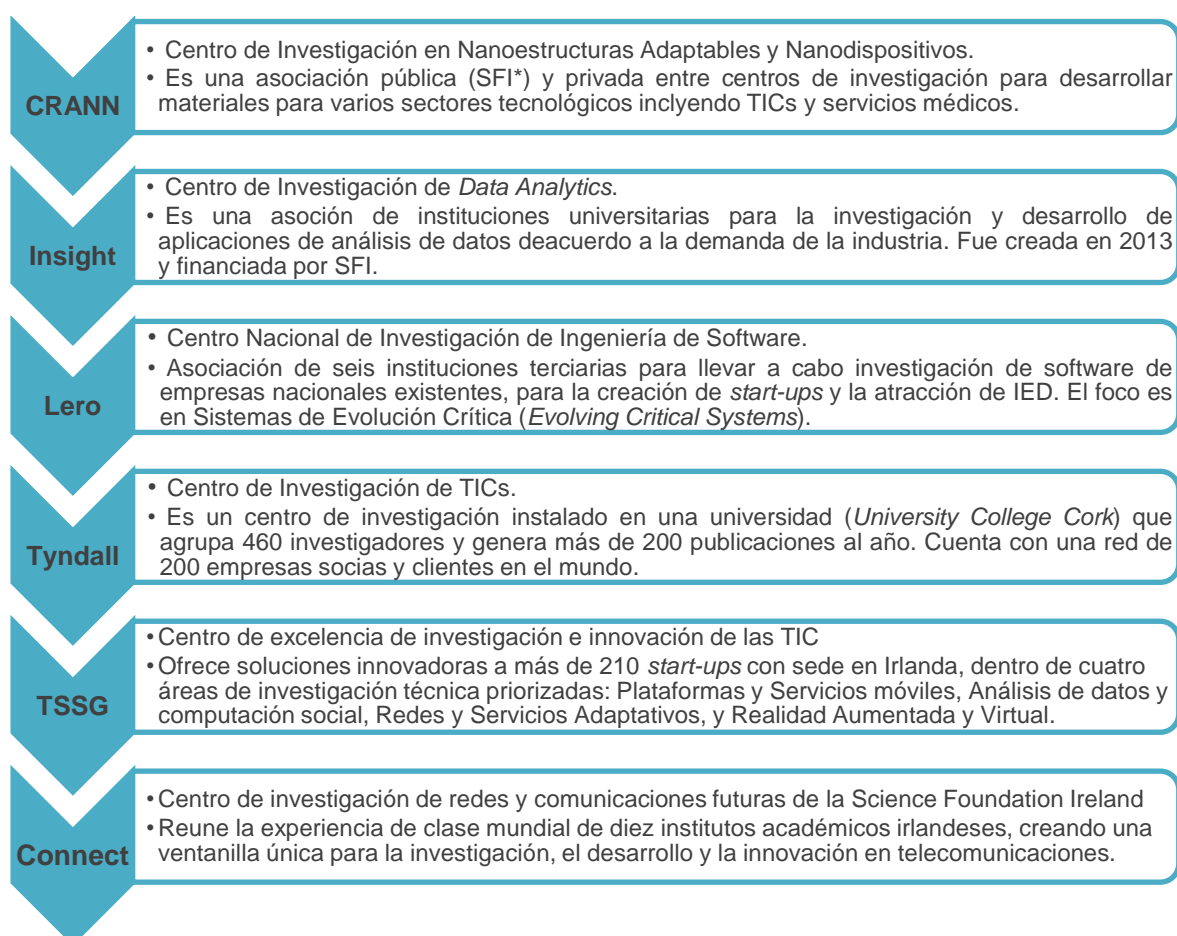 CRANN
• Centro de Investigación en Nanoestructuras Adaptables y Nanodispositivos.
• Es una asociación pública (SFI*) y privada entre centros de investigación para desarrollar
materiales para varios sectores tecnológicos inclyendo TICs y servicios médicos.
Insight
• Centro de Investigación de Data Analytics.
• Es una asoción de instituciones universitarias para la investigación y desarrollo de
aplicaciones de análisis de datos deacuerdo a la demanda de la industria. Fue creada en 2013
y financiada por SFI.
Lero
• Centro Nacional de Investigación de Ingeniería de Software.
• Asociación de seis instituciones terciarias para llevar a cabo investigación de software de
empresas nacionales existentes, para la creación de start-ups y la atracción de IED. El foco es
en Sistemas de Evolución Crítica (Evolving Critical Systems).
Tyndall
• Centro de Investigación de TICs.
• Es un centro de investigación instalado en una universidad (University College Cork) que
agrupa 460 investigadores y genera más de 200 publicaciones al año. Cuenta con una red de
200 empresas socias y clientes en el mundo.
TSSG
• Centro de excelencia de investigación e innovación de las TIC
• Ofrece soluciones innovadoras a más de 210 start-ups con sede en Irlanda, dentro de cuatro
áreas de investigación técnica priorizadas: Plataformas y Servicios móviles, Análisis de datos y
computación social, Redes y Servicios Adaptativos, y Realidad Aumentada y Virtual.
Connect
• Centro de investigación de redes y comunicaciones futuras de la Science Foundation Ireland
• Reune la experiencia de clase mundial de diez institutos académicos irlandeses, creando una
ventanilla única para la investigación, el desarrollo y la innovación en telecomunicaciones.